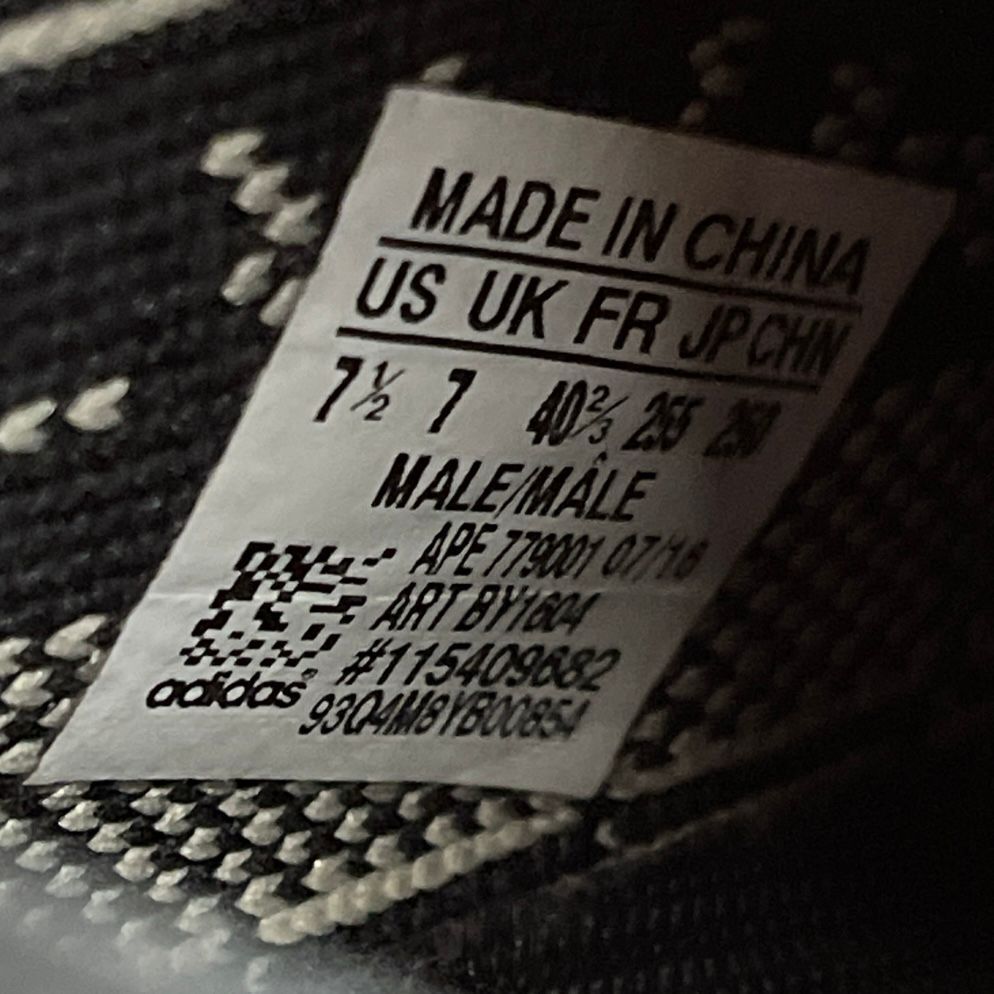 MADE IN CHINA
US UK FR JP CHN
7½ 7 40⅔ 255
MALE/MÂLE
APE 779001 07/16
ART BY1604
#115409682
adidas®
93Q4M8YB00854